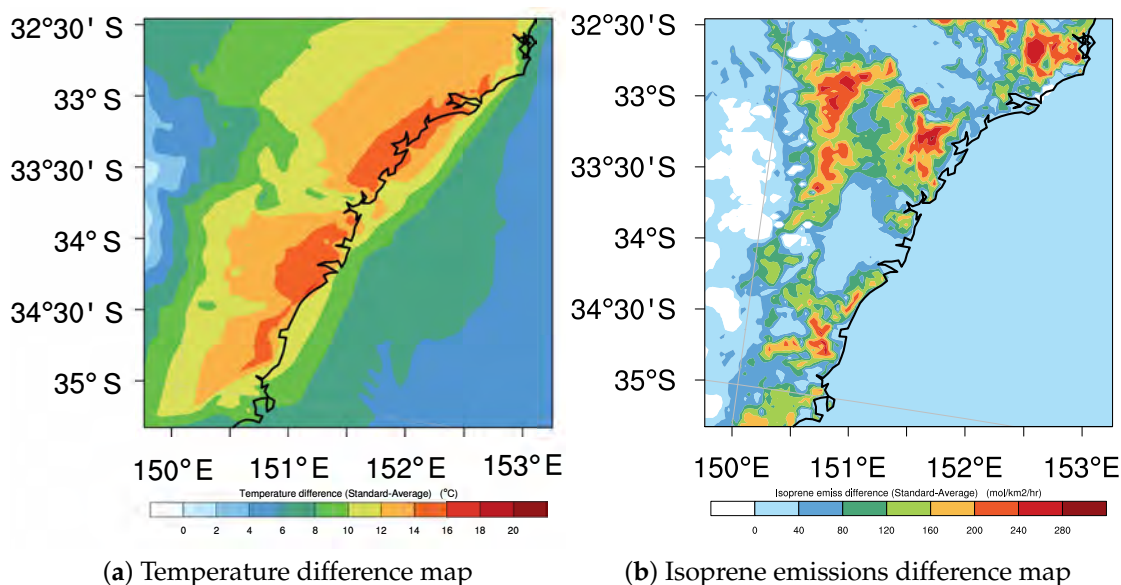 32°30' S
33° S
33°30' S
34° S
34°30' S
35° S
150°E 151°E 152°E 153°E
Temperature difference (Standard-Average) (°C)
0 2 4 6 8 10 12 14 16 18 20
(a) Temperature difference map
32°30' S
33° S
33°30' S
34° S
34°30' S
35°S
150°E 151°E 152°E 153°E
Isoprene emiss difference (Standard-Average) (mol/km2/hr)
0 40 80 120 160 200 240 280
(b) Isoprene emissions difference map